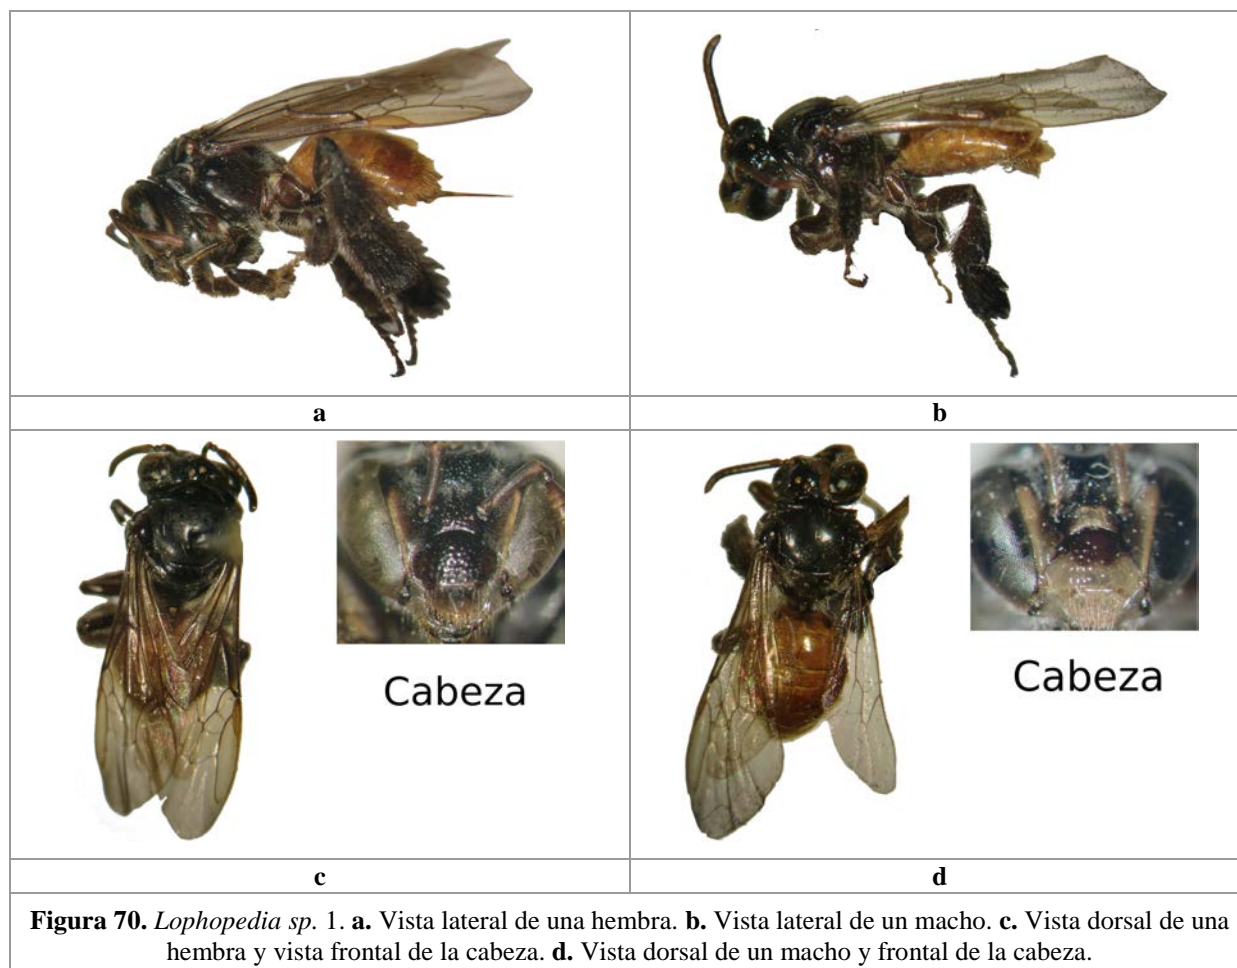 a
b
Cabeza
Cabeza
c
d
Figura 70. Lophopedia sp. 1. a. Vista lateral de una hembra. b. Vista lateral de un macho. c. Vista dorsal de una
hembra y vista frontal de la cabeza. d. Vista dorsal de un macho y frontal de la cabeza.